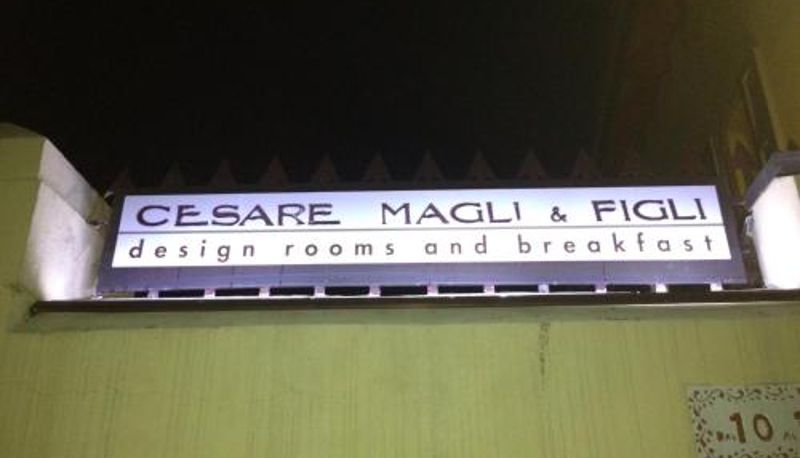 CESARE MAGLI & FIGLI
design rooms and breakfast
10